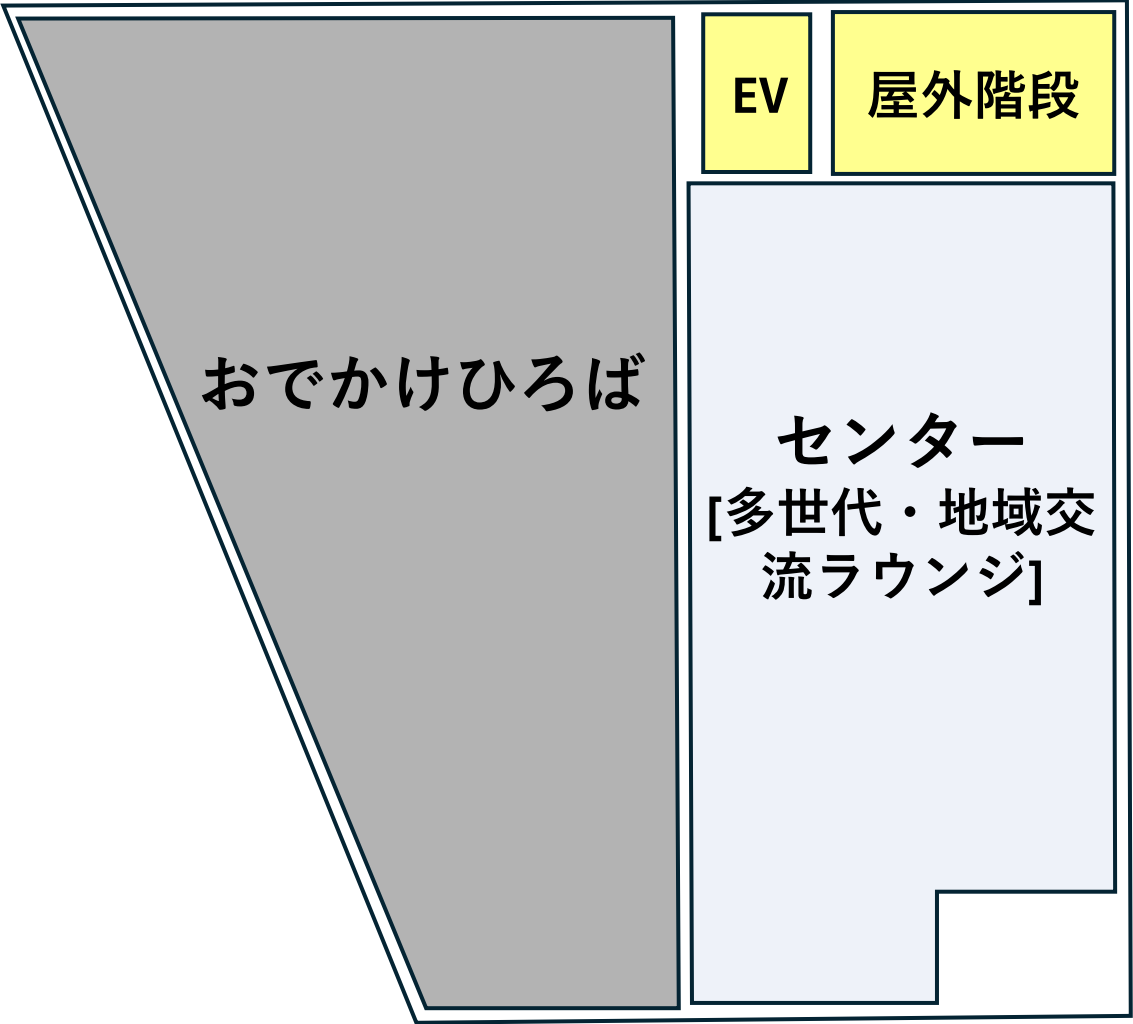 EV
屋外階段
おでかけひろば
センター
[多世代・地域交
流ラウンジ]